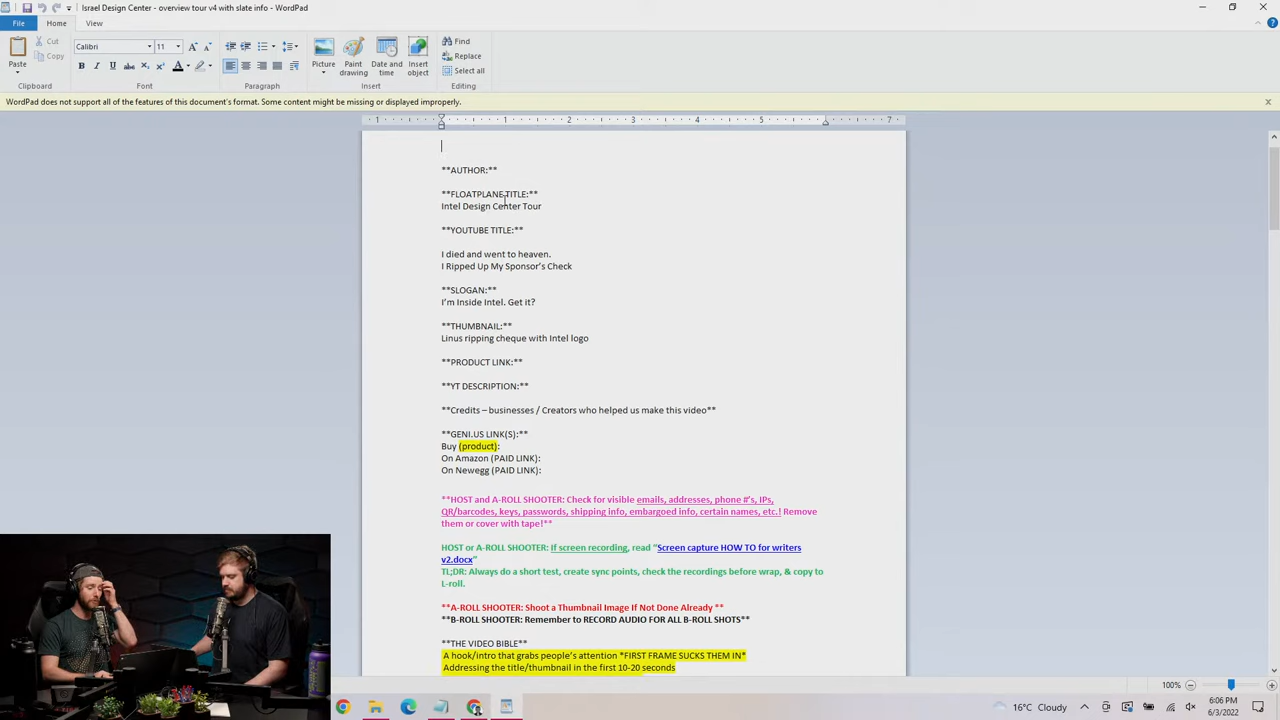 Israel Design Center - overview tour v4 with slate info - WordPad
File Home View
Paste
Cut
Copy
Clipboard
Calibri 11
Font
Paragraph
Picture
Paint drawing
Date and time
Insert object
Insert
Find
Replace
Select all
Editing
WordPad does not support all of the features of this document's format. Some content might be missing or displayed improperly.
1 1 2 3 4 5 7
**AUTHOR:**
**FLOATPLANE TITLE:**
Intel Design Center Tour
**YOUTUBE TITLE:**
I died and went to heaven.
I Ripped Up My Sponsor's Check
**SLOGAN:**
I'm Inside Intel. Get it?
**THUMBNAIL:**
Linus ripping cheque with Intel logo
**PRODUCT LINK:**
**YT DESCRIPTION:**
**Credits – businesses / Creators who helped us make this video**
**GENI.US LINK(S):**
Buy (product):
On Amazon (PAID LINK):
On Newegg (PAID LINK):
**HOST and A-ROLL SHOOTER: Check for visible emails, addresses, phone #'s, IPs,
QR/barcodes, keys, passwords, shipping info, embargoed info, certain names, etc.! Remove
them or cover with tape!**
HOST or A-ROLL SHOOTER: If screen recording, read "Screen capture HOW TO for writers
v2.docx"
TL;DR: Always do a short test, create sync points, check the recordings before wrap, & copy to
L-roll.
**A-ROLL SHOOTER: Shoot a Thumbnail Image If Not Done Already **
**B-ROLL SHOOTER: Remember to RECORD AUDIO FOR ALL B-ROLL SHOTS**
**THE VIDEO BIBLE**
A hook/intro that grabs people's attention *FIRST FRAME SUCKS THEM IN*
Addressing the title/thumbnail in the first 10-20 seconds
100%
16°C Cloudy
6:06 PM
6/3/2022